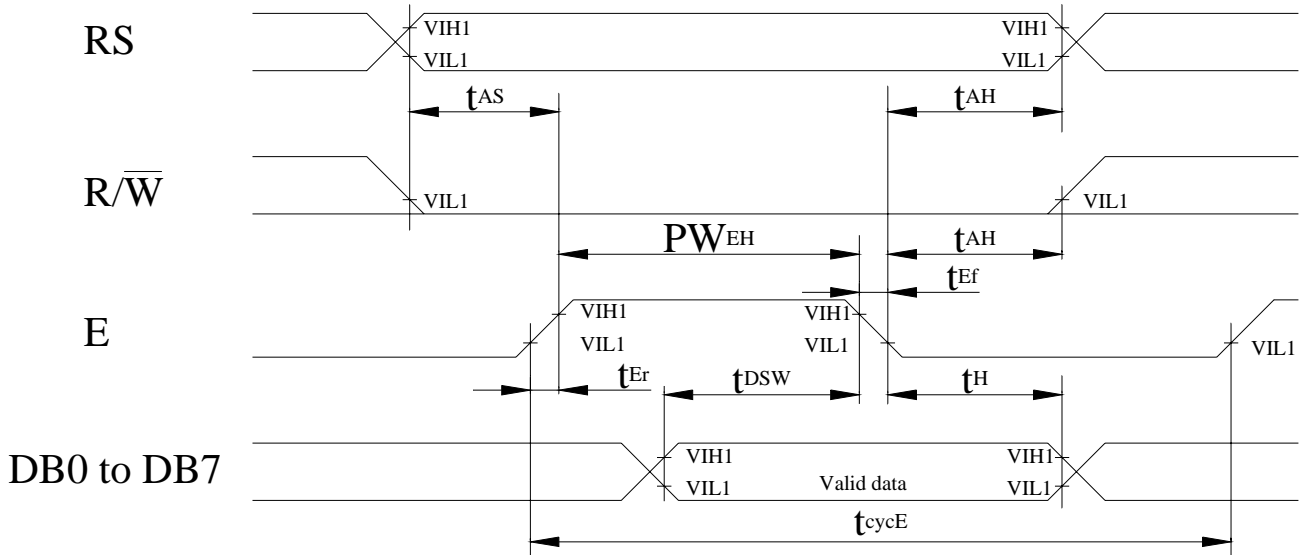 RS
VIH1
VIL1
VIH1
VIL1
tAS
tAH
R/W̅
VIL1
VIL1
PWEH
tAH
tEf
E
VIH1
VIL1
VIH1
VIL1
VIL1
tEr
tDSW
tH
DB0 to DB7
VIH1
VIL1
Valid data
VIH1
VIL1
tcycE